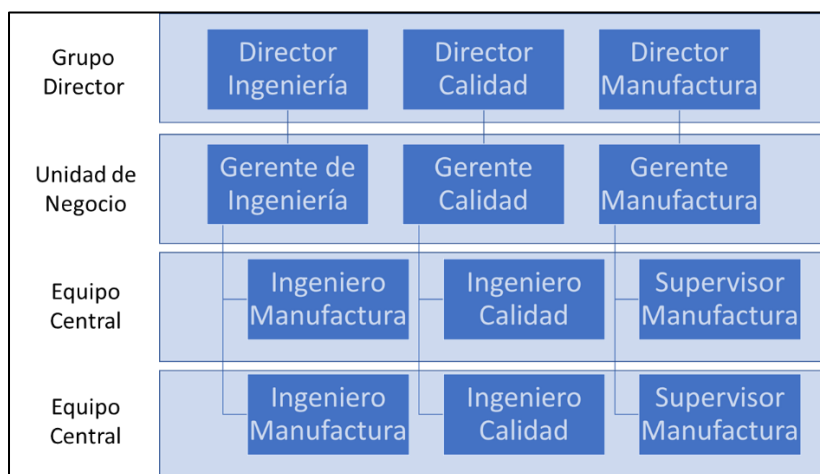 Grupo
Director
Director
Ingeniería
Director
Calidad
Director
Manufactura
Unidad de
Negocio
Gerente de
Ingeniería
Gerente
Calidad
Gerente
Manufactura
Equipo
Central
Ingeniero
Manufactura
Ingeniero
Calidad
Supervisor
Manufactura
Equipo
Central
Ingeniero
Manufactura
Ingeniero
Calidad
Supervisor
Manufactura